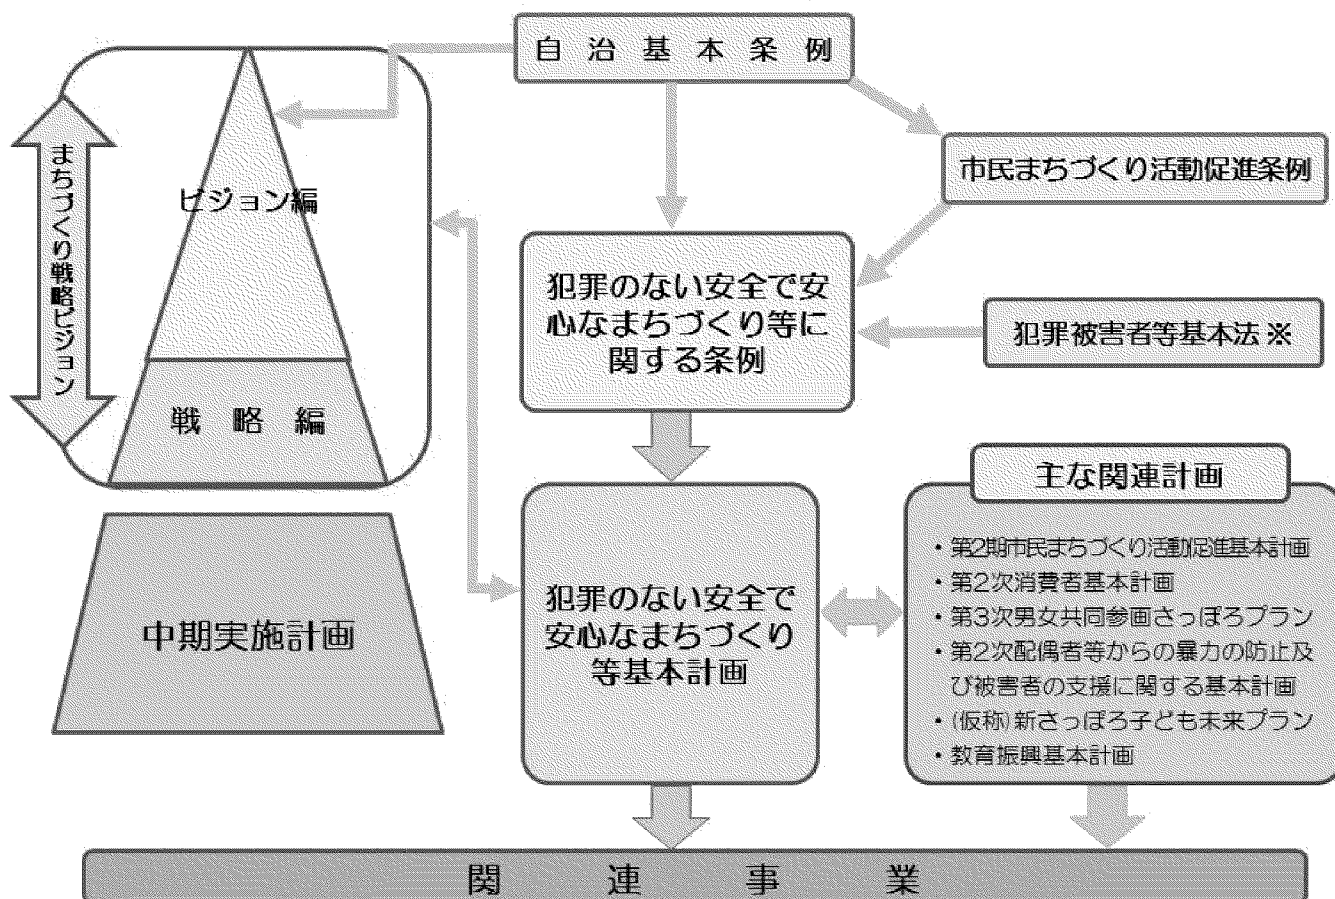 自治基本条例
まちづくり戦略ビジョン
ビジョン編
戦略編
中期実施計画
市民まちづくり活動促進条例
犯罪のない安全で安
心なまちづくり等に
関する条例
犯罪被害者等基本法※
犯罪のない安全で
安心なまちづくり
等基本計画
主な関連計画
・第2期市民まちづくり活動促進基本計画
・第2次消費者基本計画
・第3次男女共同参画さっぽろプラン
・第2次配偶者等からの暴力の防止及
び被害者の支援に関する基本計画
・(仮称)新さっぽろ子ども未来プラン
・教育振興基本計画
関連事業